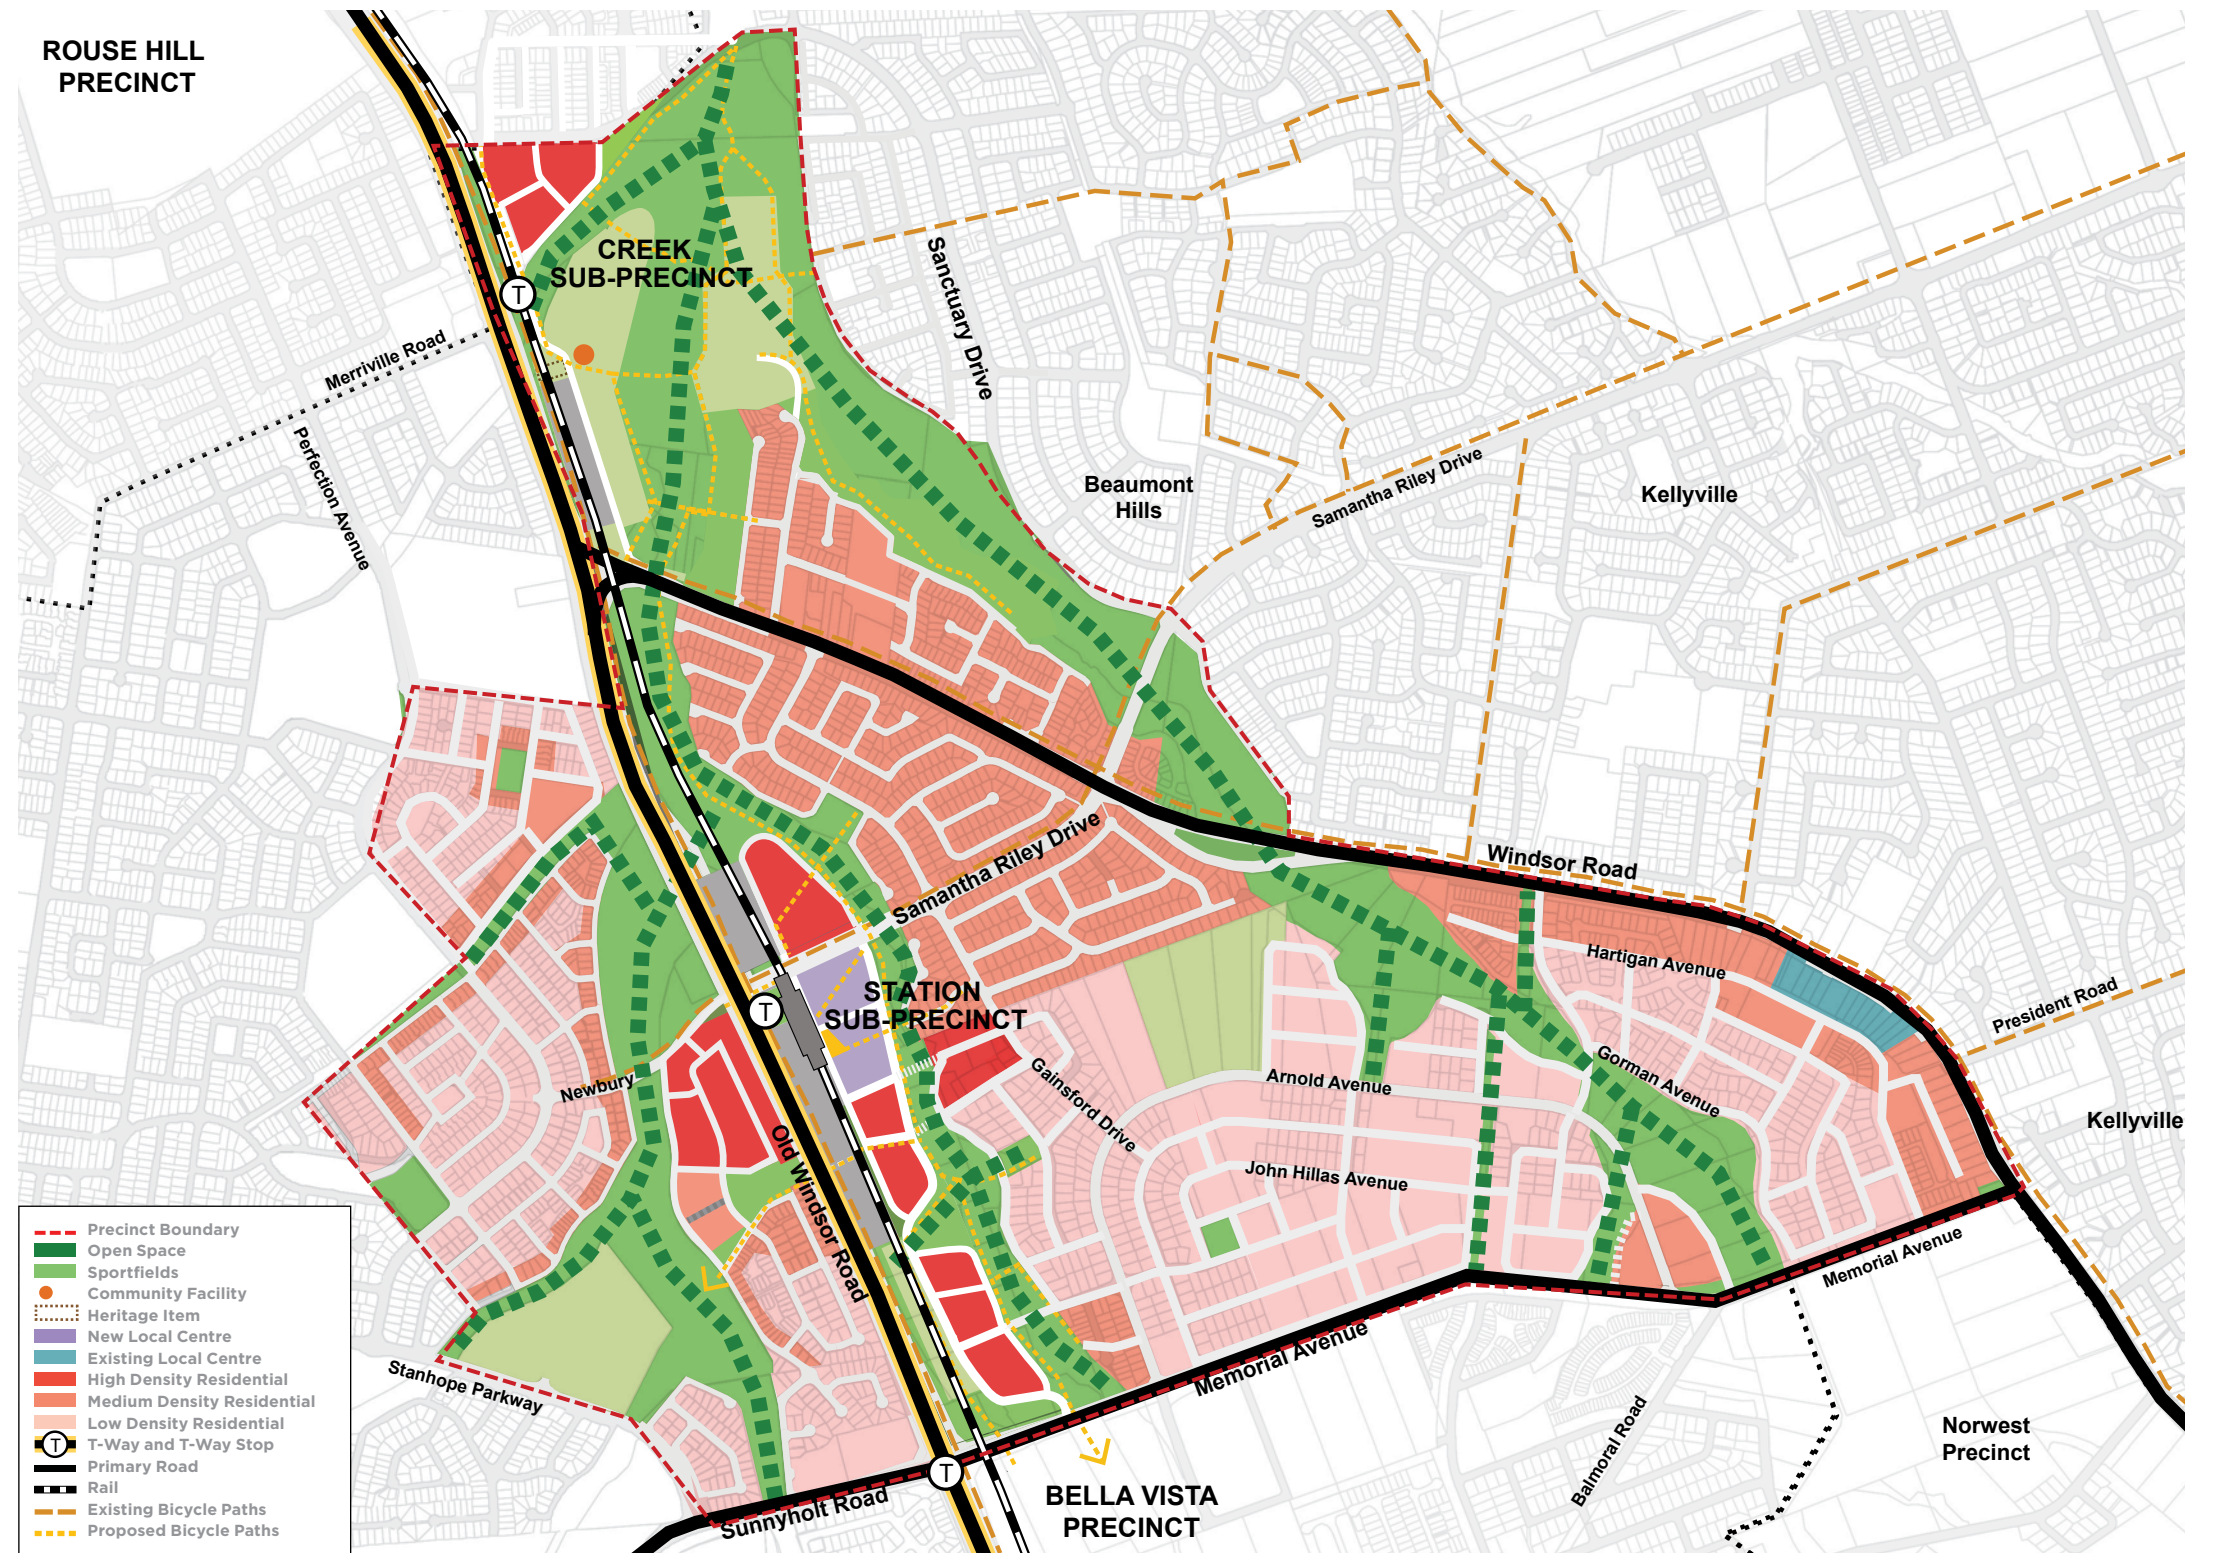 ROUSE HILL
PRECINCT
CREEK
SUB-PRECINCT
Sanctuary Drive
Merriville Road
Perfection Avenue
Beaumont
Hills
Samantha Riley Drive
Kellyville
Windsor Road
Samantha Riley Drive
Hartigan Avenue
STATION
SUB-PRECINCT
President Road
Gorman Avenue
Newbury
Gainsford Drive
Arnold Avenue
Kellyville
Old Windsor Road
John Hillas Avenue
Memorial Avenue
Stanhope Parkway
Memorial Avenue
Balmoral Road
Norwest
Precinct
BELLA VISTA
PRECINCT
Sunnyholt Road
T
T
T
Precinct Boundary
Open Space
Sportfields
Community Facility
Heritage Item
New Local Centre
Existing Local Centre
High Density Residential
Medium Density Residential
Low Density Residential
T T-Way and T-Way Stop
Primary Road
Rail
Existing Bicycle Paths
Proposed Bicycle Paths